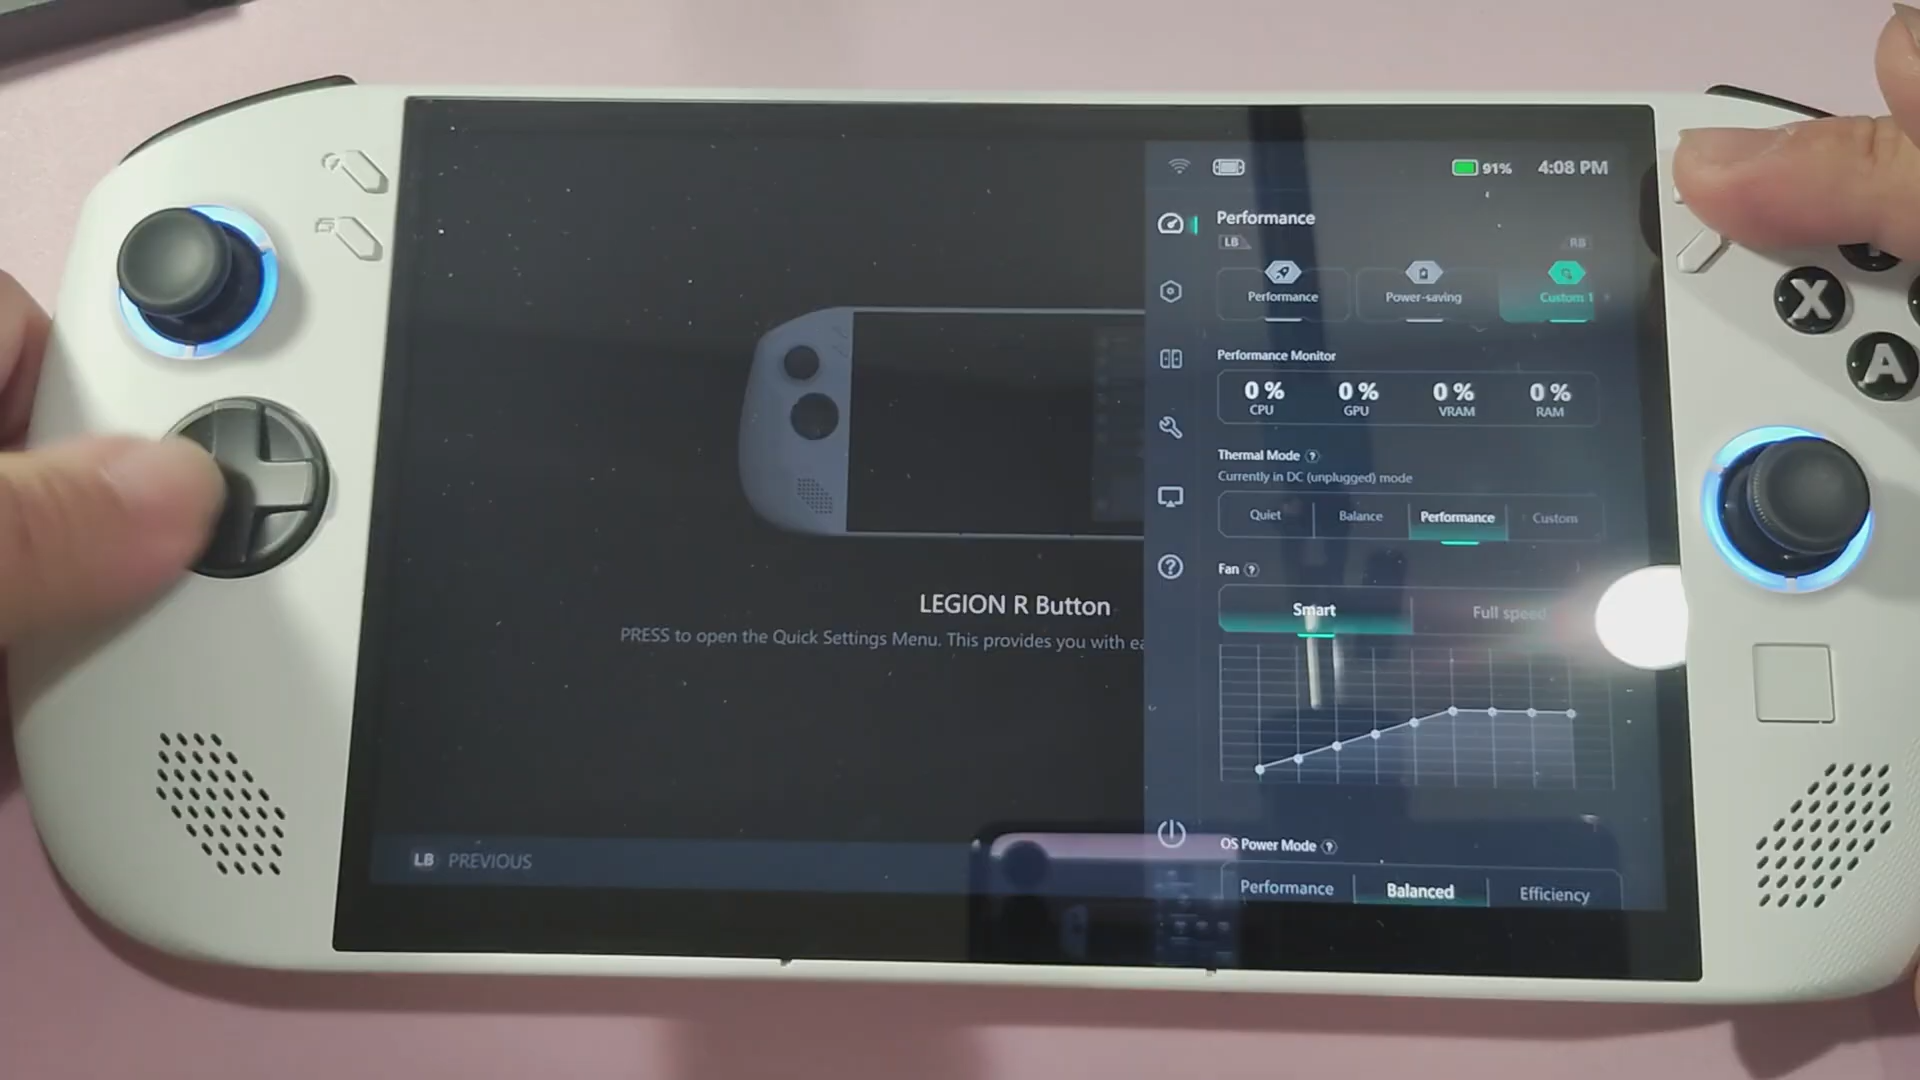 91%
4:08 PM
Performance
LB
RB
Performance
Power-saving
Custom 1
Performance Monitor
0 %
0 %
0 %
0 %
CPU
GPU
VRAM
RAM
Thermal Mode ?
Currently in DC (unplugged) mode
Quiet
Balance
Performance
Custom
Fan ?
Smart
Full speed
LEGION R Button
PRESS to open the Quick Settings Menu. This provides you with ea
OS Power Mode ?
Performance
Balanced
Efficiency
LB PREVIOUS
X
A